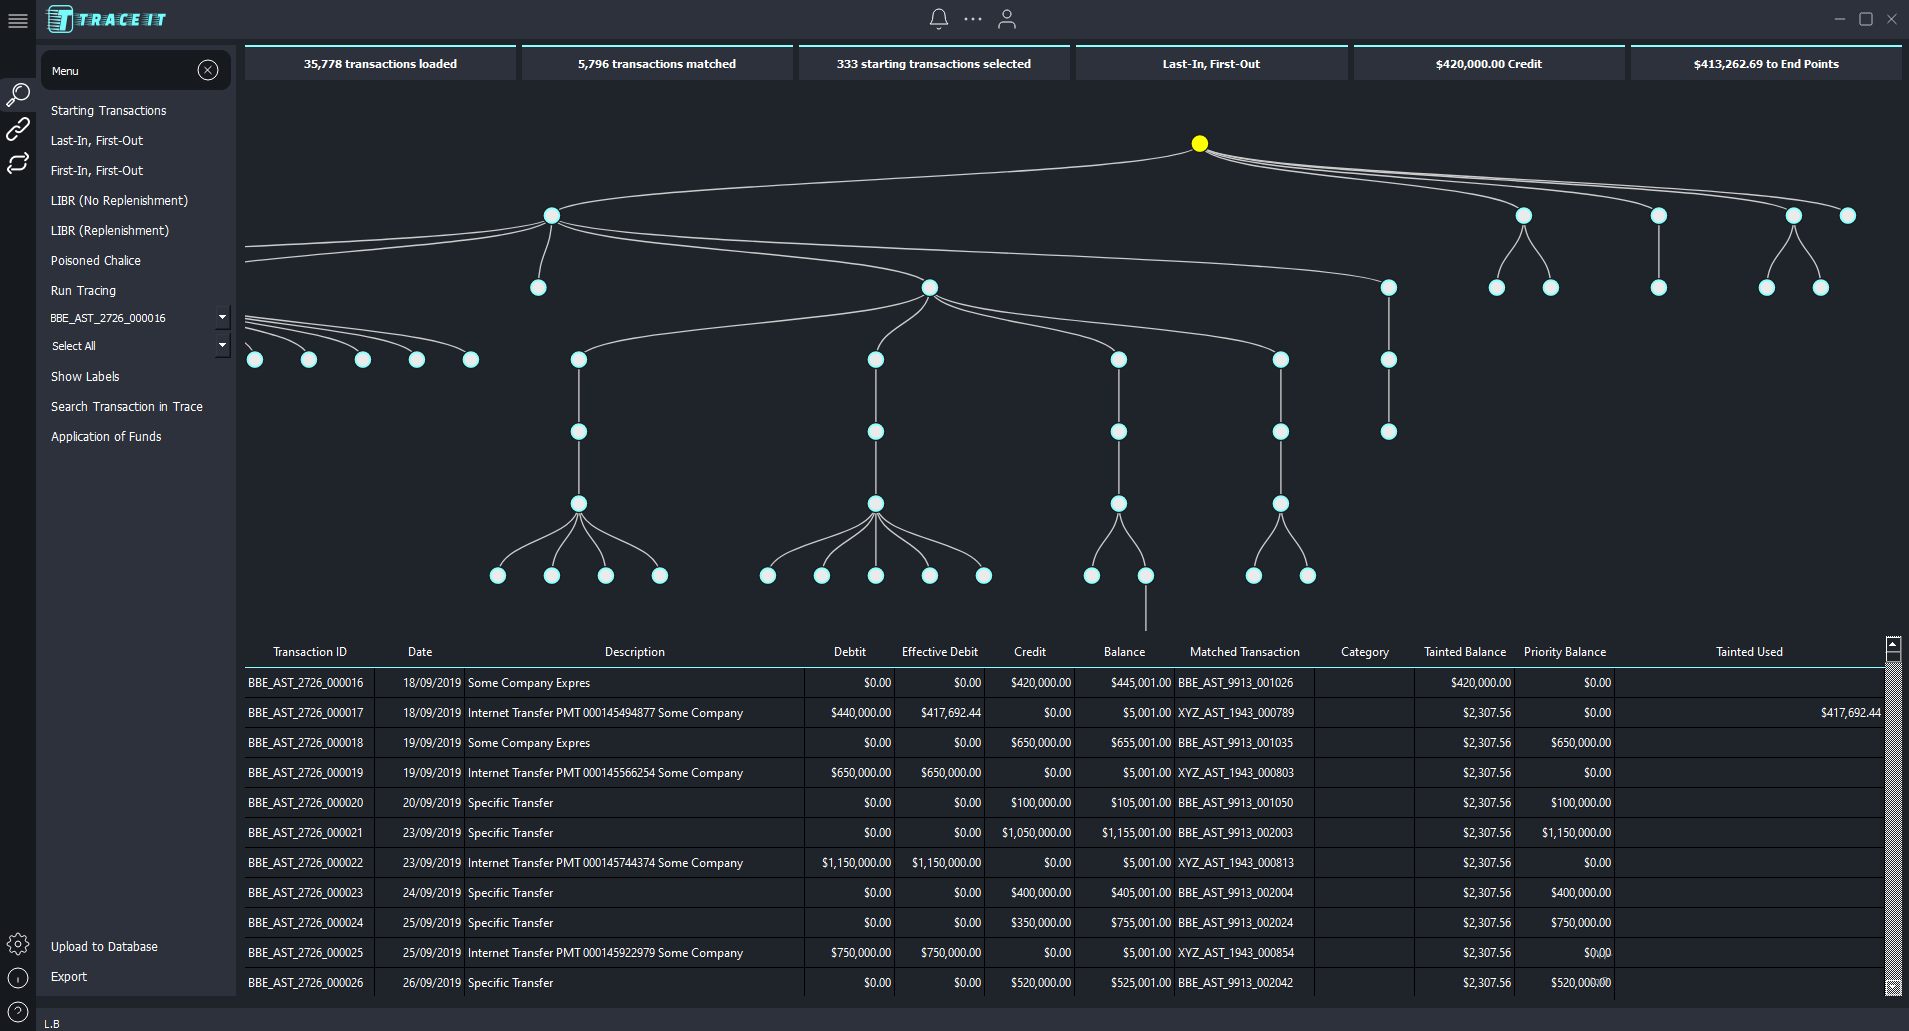 TRACE IT
Menu
Starting Transactions
Last-In, First-Out
First-In, First-Out
LIBR (No Replenishment)
LIBR (Replenishment)
Poisoned Chalice
Run Tracing
BBE_AST_2726_000016
Select All
Show Labels
Search Transaction in Trace
Application of Funds
Upload to Database
Export
L.B
35,778 transactions loaded 5,796 transactions matched 333 starting transactions selected Last-In, First-Out $420,000.00 Credit $413,262.69 to End Points
Transaction ID Date Description Debtit Effective Debit Credit Balance Matched Transaction Category Tainted Balance Priority Balance Tainted Used
BBE_AST_2726_000016 18/09/2019 Some Company Expres $0.00 $0.00 $420,000.00 $445,001.00 BBE_AST_9913_001026 $420,000.00 $0.00
BBE_AST_2726_000017 18/09/2019 Internet Transfer PMT 000145494877 Some Company $440,000.00 $417,692.44 $0.00 $5,001.00 XYZ_AST_1943_000789 $2,307.56 $0.00 $417,692.44
BBE_AST_2726_000018 19/09/2019 Some Company Expres $0.00 $0.00 $650,000.00 $655,001.00 BBE_AST_9913_001035 $2,307.56 $650,000.00
BBE_AST_2726_000019 19/09/2019 Internet Transfer PMT 000145566254 Some Company $650,000.00 $650,000.00 $0.00 $5,001.00 XYZ_AST_1943_000803 $2,307.56 $0.00
BBE_AST_2726_000020 20/09/2019 Specific Transfer $0.00 $0.00 $100,000.00 $105,001.00 BBE_AST_9913_001050 $2,307.56 $100,000.00
BBE_AST_2726_000021 23/09/2019 Specific Transfer $0.00 $0.00 $1,050,000.00 $1,155,001.00 BBE_AST_9913_002003 $2,307.56 $1,150,000.00
BBE_AST_2726_000022 23/09/2019 Internet Transfer PMT 000145744374 Some Company $1,150,000.00 $1,150,000.00 $0.00 $5,001.00 XYZ_AST_1943_000813 $2,307.56 $0.00
BBE_AST_2726_000023 24/09/2019 Specific Transfer $0.00 $0.00 $400,000.00 $405,001.00 BBE_AST_9913_002004 $2,307.56 $400,000.00
BBE_AST_2726_000024 25/09/2019 Specific Transfer $0.00 $0.00 $350,000.00 $755,001.00 BBE_AST_9913_002024 $2,307.56 $750,000.00
BBE_AST_2726_000025 25/09/2019 Internet Transfer PMT 000145922979 Some Company $750,000.00 $750,000.00 $0.00 $5,001.00 XYZ_AST_1943_000854 $2,307.56 $0.00
BBE_AST_2726_000026 26/09/2019 Specific Transfer $0.00 $0.00 $520,000.00 $525,001.00 BBE_AST_9913_002042 $2,307.56 $520,000.00